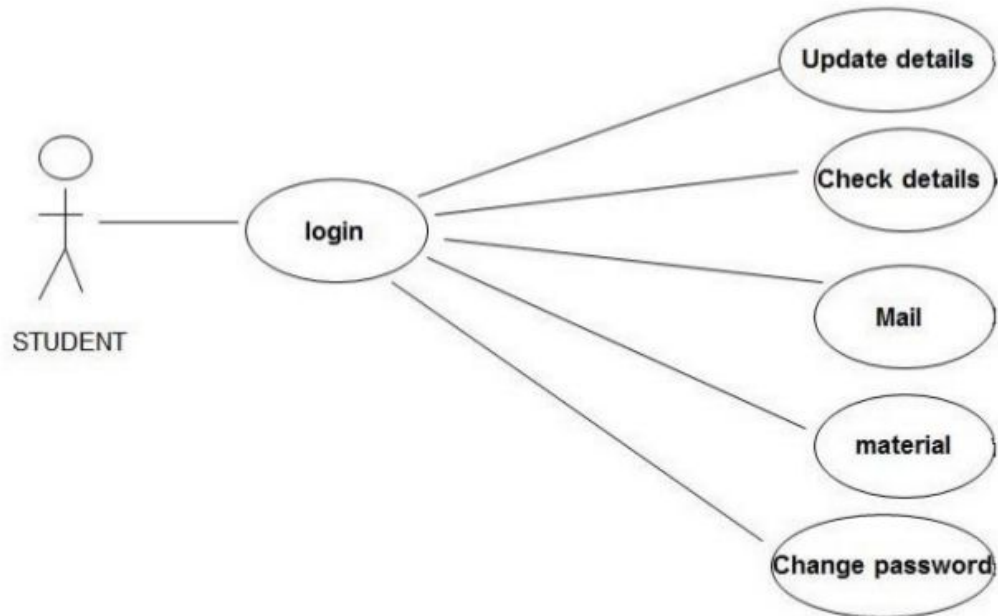 Update details
Check details
login
STUDENT
Mail
material
Change password